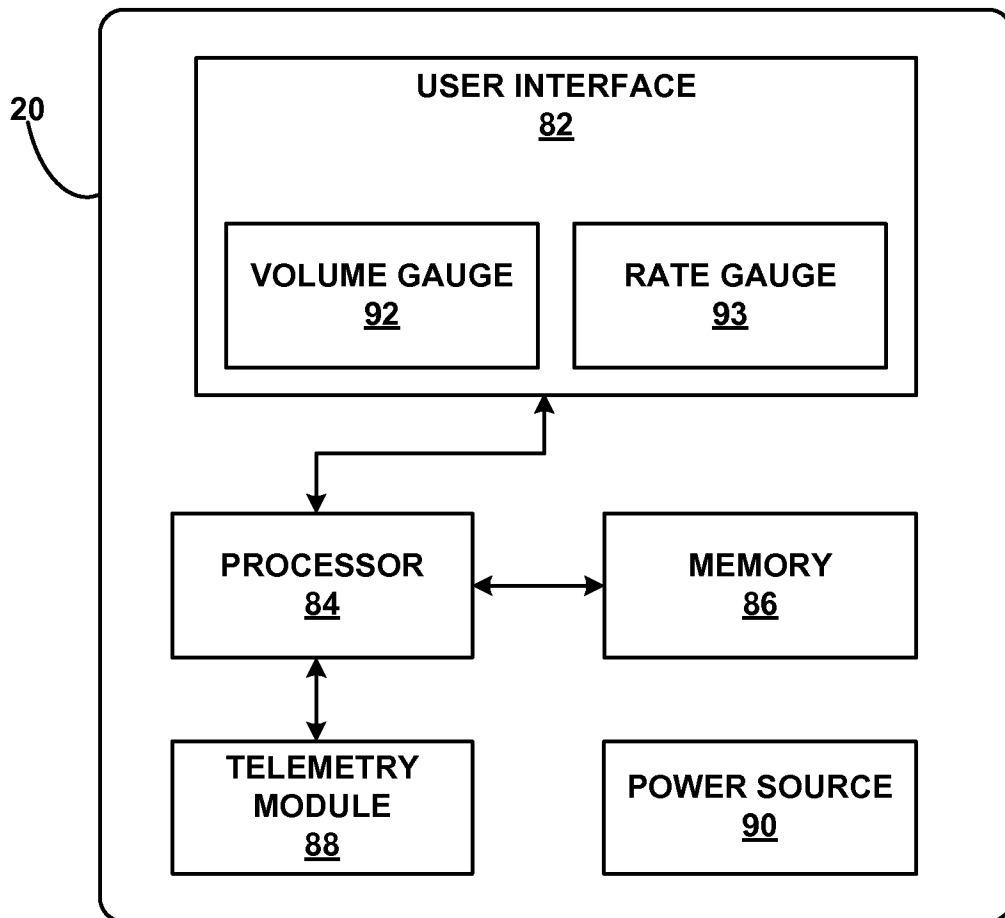 20
USER INTERFACE
82
VOLUME GAUGE
92
RATE GAUGE
93
PROCESSOR
84
MEMORY
86
TELEMETRY
MODULE
88
POWER SOURCE
90